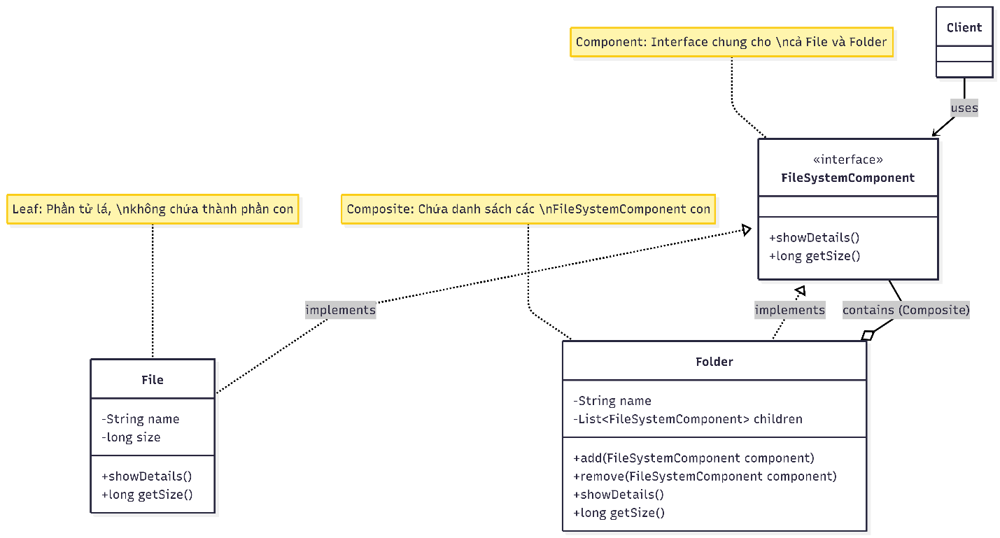 Client
Component: Interface chung cho \ncả File và Folder
uses
«interface»
FileSystemComponent
+showDetails()
+long getSize()
Leaf: Phần tử lá, \nkhông chứa thành phần con
Composite: Chứa danh sách các \nFileSystemComponent con
implements
implements
contains (Composite)
File
-String name
-long size
+showDetails()
+long getSize()
Folder
-String name
-List<FileSystemComponent> children
+add(FileSystemComponent component)
+remove(FileSystemComponent component)
+showDetails()
+long getSize()